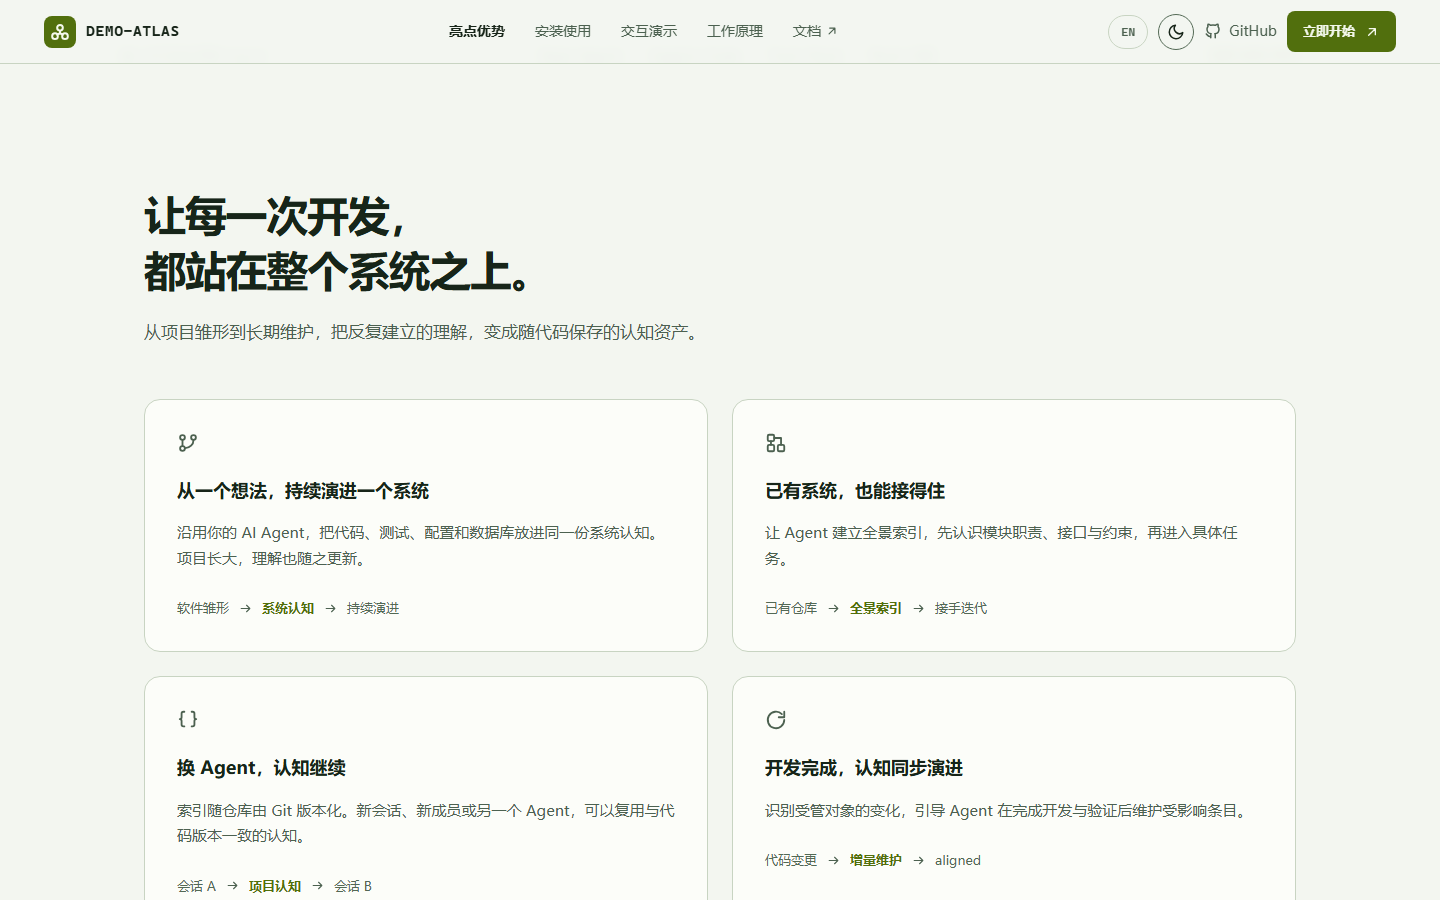 DEMO-ATLAS
亮点优势
安装使用
交互演示
工作原理
文档 ↗
EN
GitHub
立即开始 ↗
让每一次开发，
都站在整个系统之上。
从项目雏形到长期维护，把反复建立的理解，变成随代码保存的认知资产。
从一个想法，持续演进一个系统
沿用你的 AI Agent，把代码、测试、配置和数据库放进同一份系统认知。
项目长大，理解也随之更新。
软件雏形 → 系统认知 → 持续演进
已有系统，也能接得住
让 Agent 建立全景索引，先认识模块职责、接口与约束，再进入具体任
务。
已有仓库 → 全景索引 → 接手迭代
换 Agent，认知继续
索引随仓库由 Git 版本化。新会话、新成员或另一个 Agent，可以复用与代
码版本一致的认知。
会话 A → 项目认知 → 会话 B
开发完成，认知同步演进
识别受管对象的变化，引导 Agent 在完成开发与验证后维护受影响条目。
代码变更 → 增量维护 → aligned